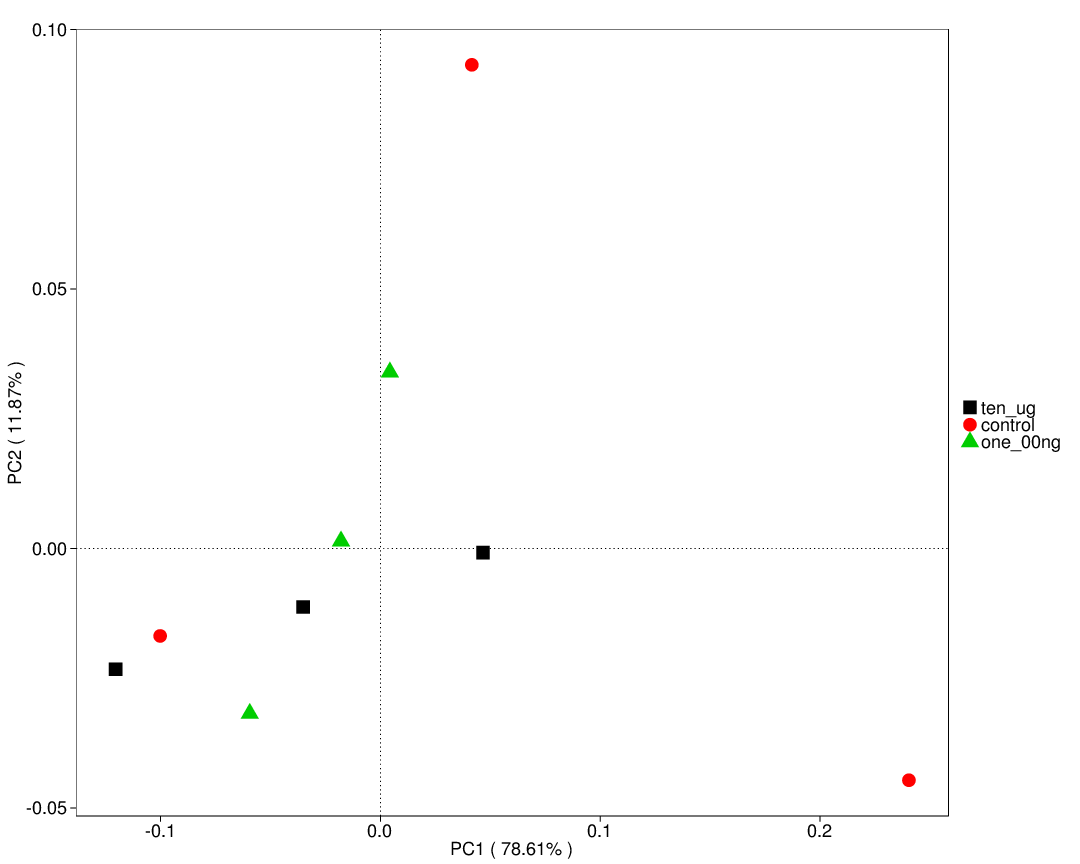 0.10
0.05
0.00
-0.05
PC2 ( 11.87% )
-0.1
0.0
0.1
0.2
PC1 ( 78.61% )
ten_ug
control
one_00ng